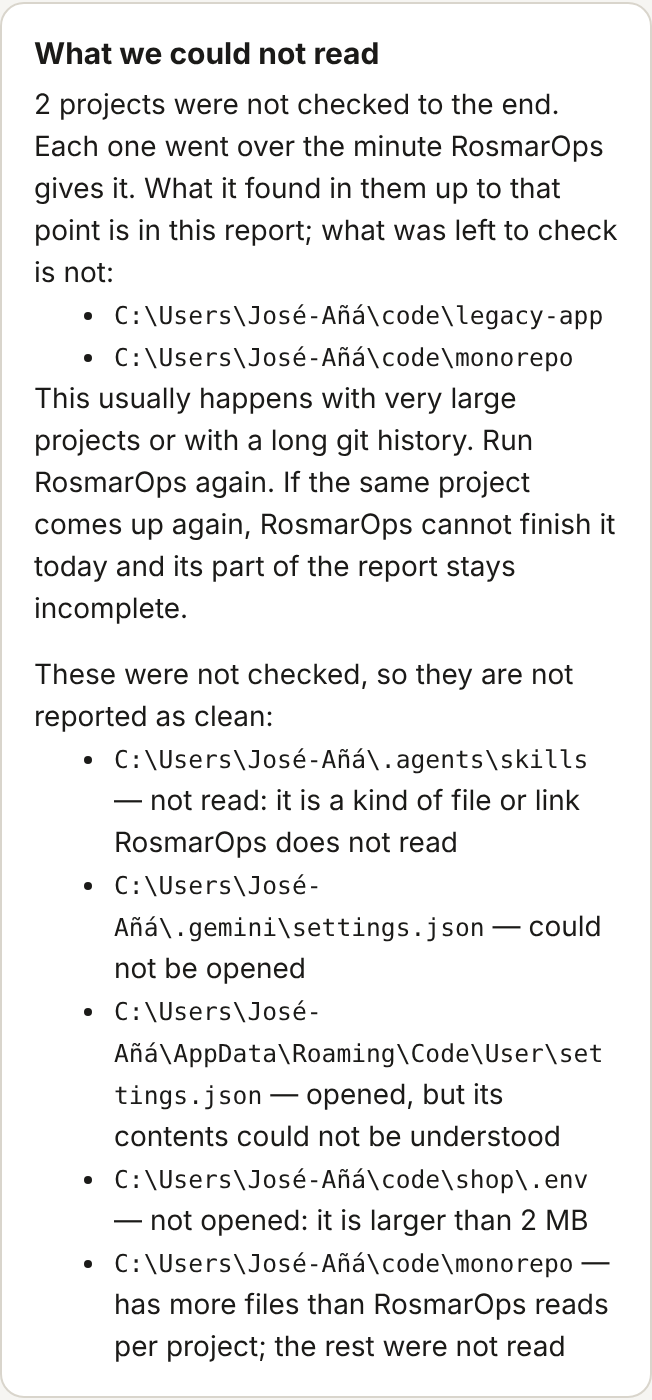 What we could not read
2 projects were not checked to the end.
Each one went over the minute RosmarOps
gives it. What it found in them up to that
point is in this report; what was left to check
is not:
• C:\Users\José-Añá\code\legacy-app
• C:\Users\José-Añá\code\monorepo
This usually happens with very large
projects or with a long git history. Run
RosmarOps again. If the same project
comes up again, RosmarOps cannot finish it
today and its part of the report stays
incomplete.
These were not checked, so they are not
reported as clean:
• C:\Users\José-Añá\.agents\skills
— not read: it is a kind of file or link
RosmarOps does not read
• C:\Users\José-
Añá\.gemini\settings.json — could
not be opened
• C:\Users\José-
Añá\AppData\Roaming\Code\User\set
tings.json — opened, but its
contents could not be understood
• C:\Users\José-Añá\code\shop\.env
— not opened: it is larger than 2 MB
• C:\Users\José-Añá\code\monorepo —
has more files than RosmarOps reads
per project; the rest were not read